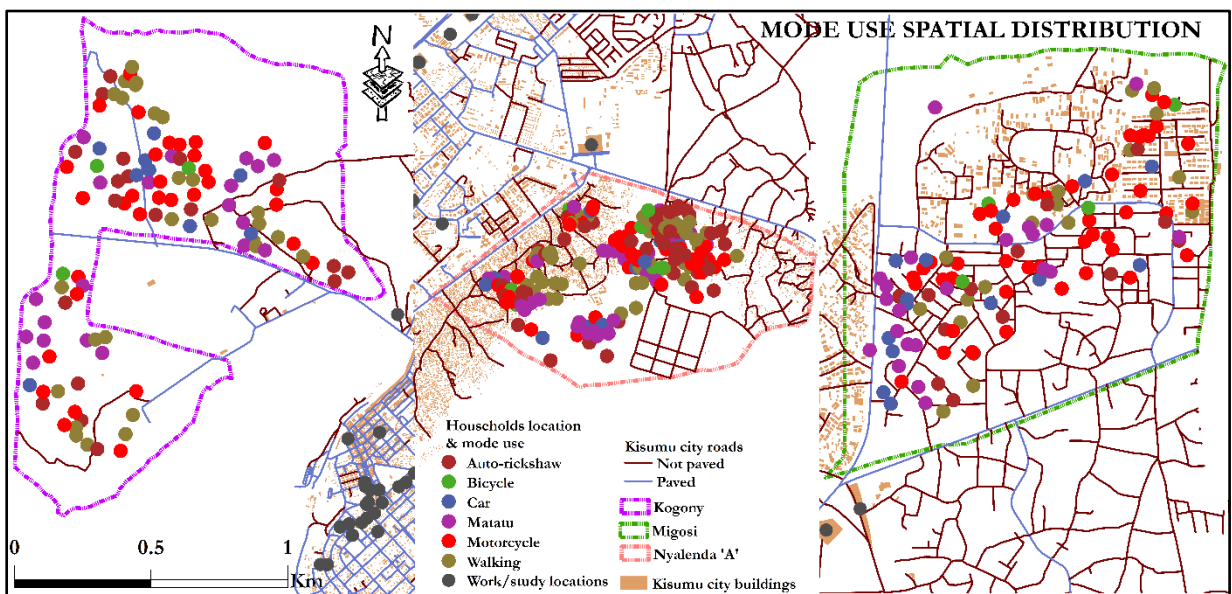 MODE USE SPATIAL DISTRIBUTION
N
Households location
& mode use
Auto-rickshaw
Bicycle
Car
Matatu
Motorcycle
Walking
Work/study locations
Kisumu city roads
Not paved
Paved
Kogony
Migosi
Nyalenda 'A'
Kisumu city buildings
0 0.5 1
Km